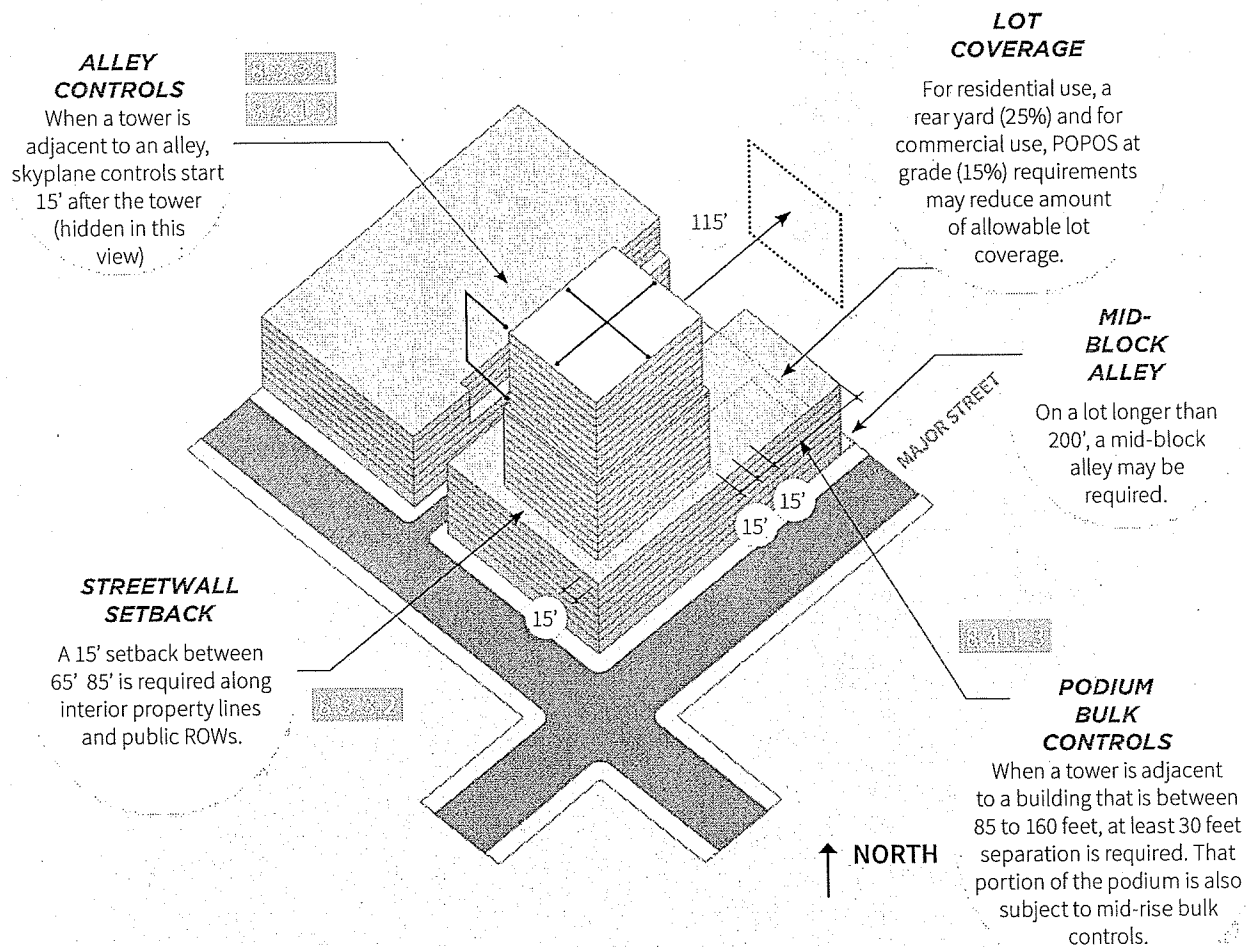 ALLEY
CONTROLS
When a tower is
adjacent to an alley,
skyplane controls start
15' after the tower
(hidden in this
view)
LOT
COVERAGE
For residential use, a
rear yard (25%) and for
commercial use, POPOS at
grade (15%) requirements
may reduce amount
of allowable lot
coverage.
115'
MID-
BLOCK
ALLEY
On a lot longer than
200', a mid-block
alley may be
required.
MAJOR STREET
15'
15'
15'
STREETWALL
SETBACK
A 15' setback between
65' 85' is required along
interior property lines
and public ROWs.
8.3.3.2
PODIUM
BULK
CONTROLS
When a tower is adjacent
to a building that is between
85 to 160 feet, at least 30 feet
separation is required. That
portion of the podium is also
subject to mid-rise bulk
controls.
NORTH